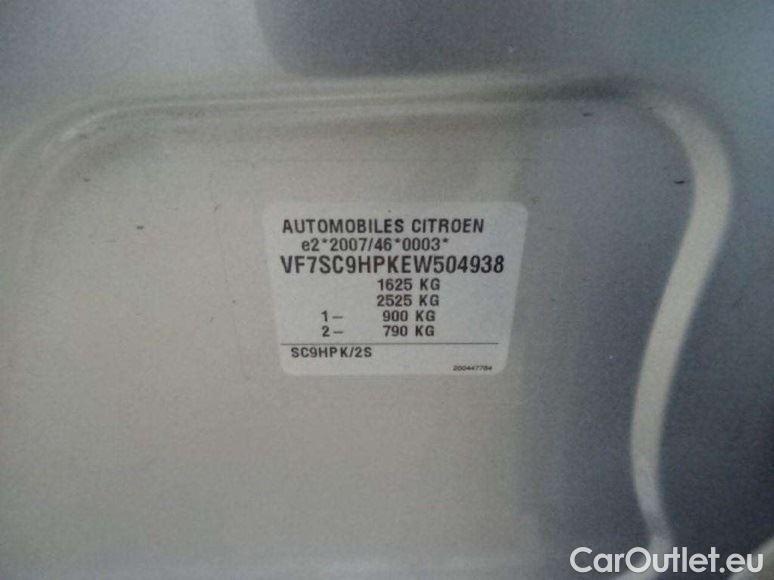 AUTOMOBILES CITROEN
e2*2007/46*0003*
VF7SC9HPKEW504938
1625 KG
2525 KG
1- 900 KG
2- 790 KG
SC9HPK/2S
200447784
CarOutlet.eu